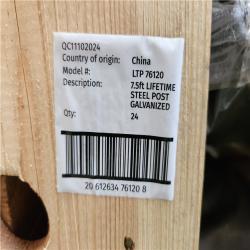 QC11102024
Country of origin: China
Model #: LTP 76120
Description: 7.5ft LIFETIME
STEEL POST
GALVANIZED
Qty: 24
20 612634 76120 8